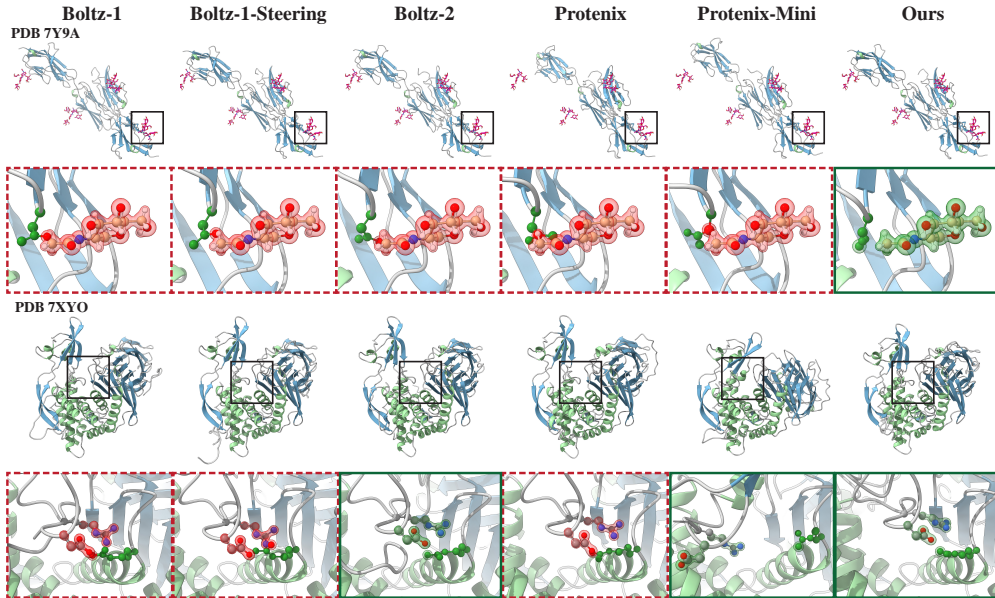 Boltz-1 Boltz-1-Steering Boltz-2 Protenix Protenix-Mini Ours
PDB 7Y9A
PDB 7XYO